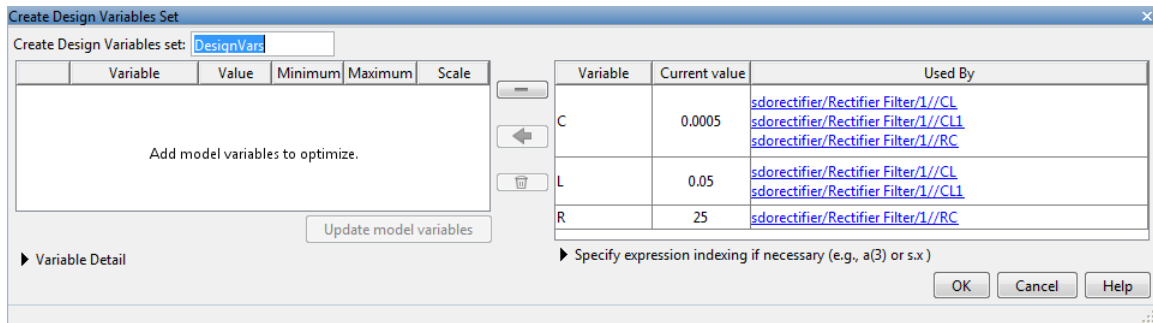 Create Design Variables Set
Create Design Variables set: DesignVars
Variable Value Minimum Maximum Scale
Add model variables to optimize.
Update model variables
Variable Detail
Variable Current value Used By
C 0.0005 sdorectifier/Rectifier Filter/1//CL
sdorectifier/Rectifier Filter/1//CL1
sdorectifier/Rectifier Filter/1//RC
L 0.05 sdorectifier/Rectifier Filter/1//CL
sdorectifier/Rectifier Filter/1//CL1
R 25 sdorectifier/Rectifier Filter/1//RC
Specify expression indexing if necessary (e.g., a(3) or s.x )
OK Cancel Help